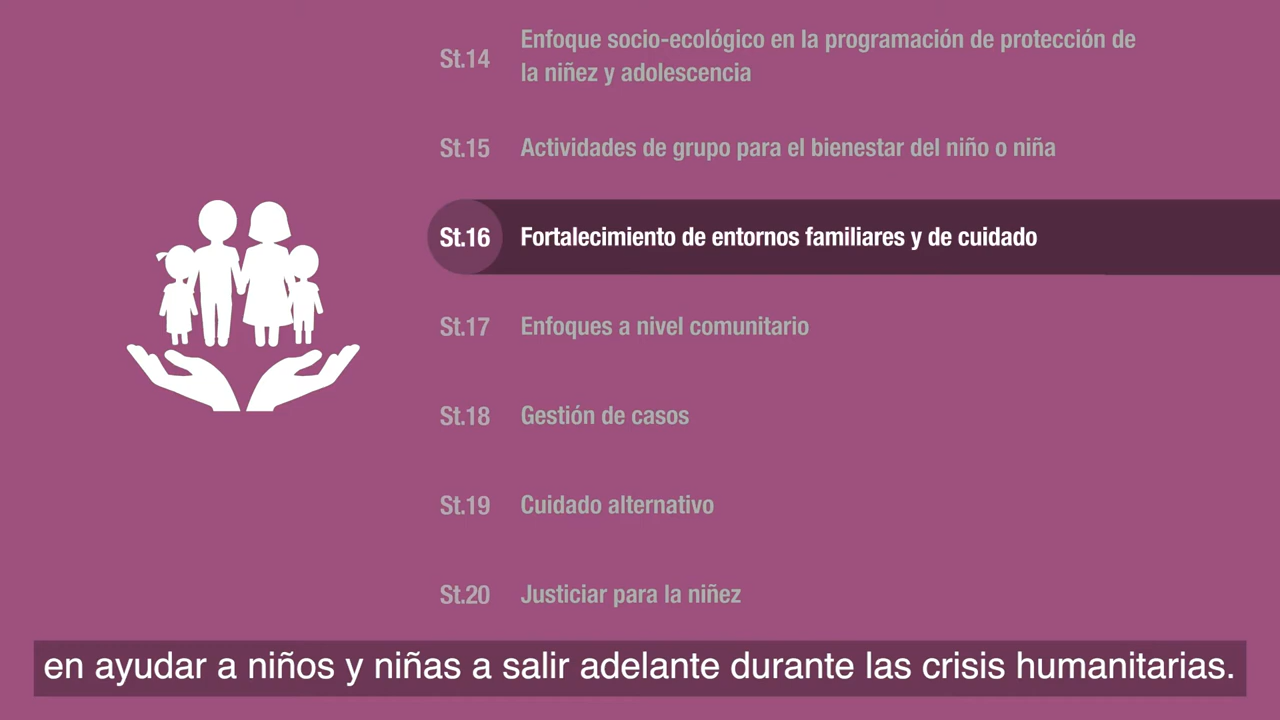 St.14 Enfoque socio-ecológico en la programación de protección de
la niñez y adolescencia
St.15 Actividades de grupo para el bienestar del niño o niña
St.16 Fortalecimiento de entornos familiares y de cuidado
St.17 Enfoques a nivel comunitario
St.18 Gestión de casos
St.19 Cuidado alternativo
St.20 Justiciar para la niñez
en ayudar a niños y niñas a salir adelante durante las crisis humanitarias.